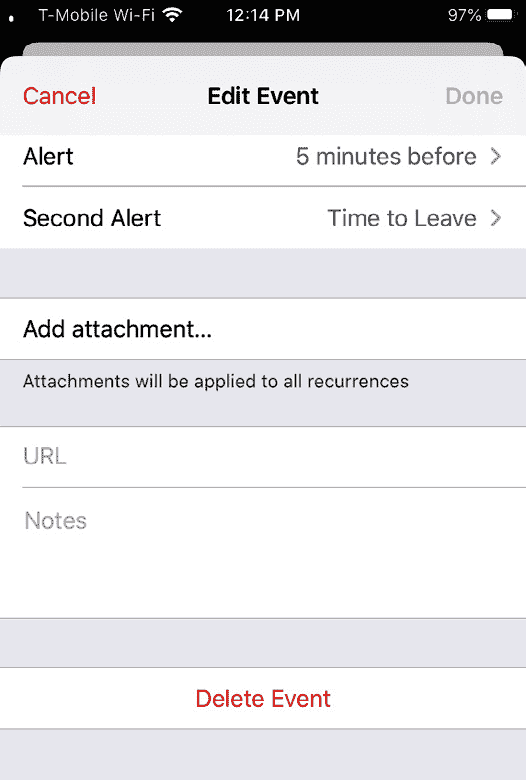 T-Mobile Wi-Fi 12:14 PM 97%
Cancel Edit Event Done
Alert 5 minutes before
Second Alert Time to Leave
Add attachment...
Attachments will be applied to all recurrences
URL
Notes
Delete Event